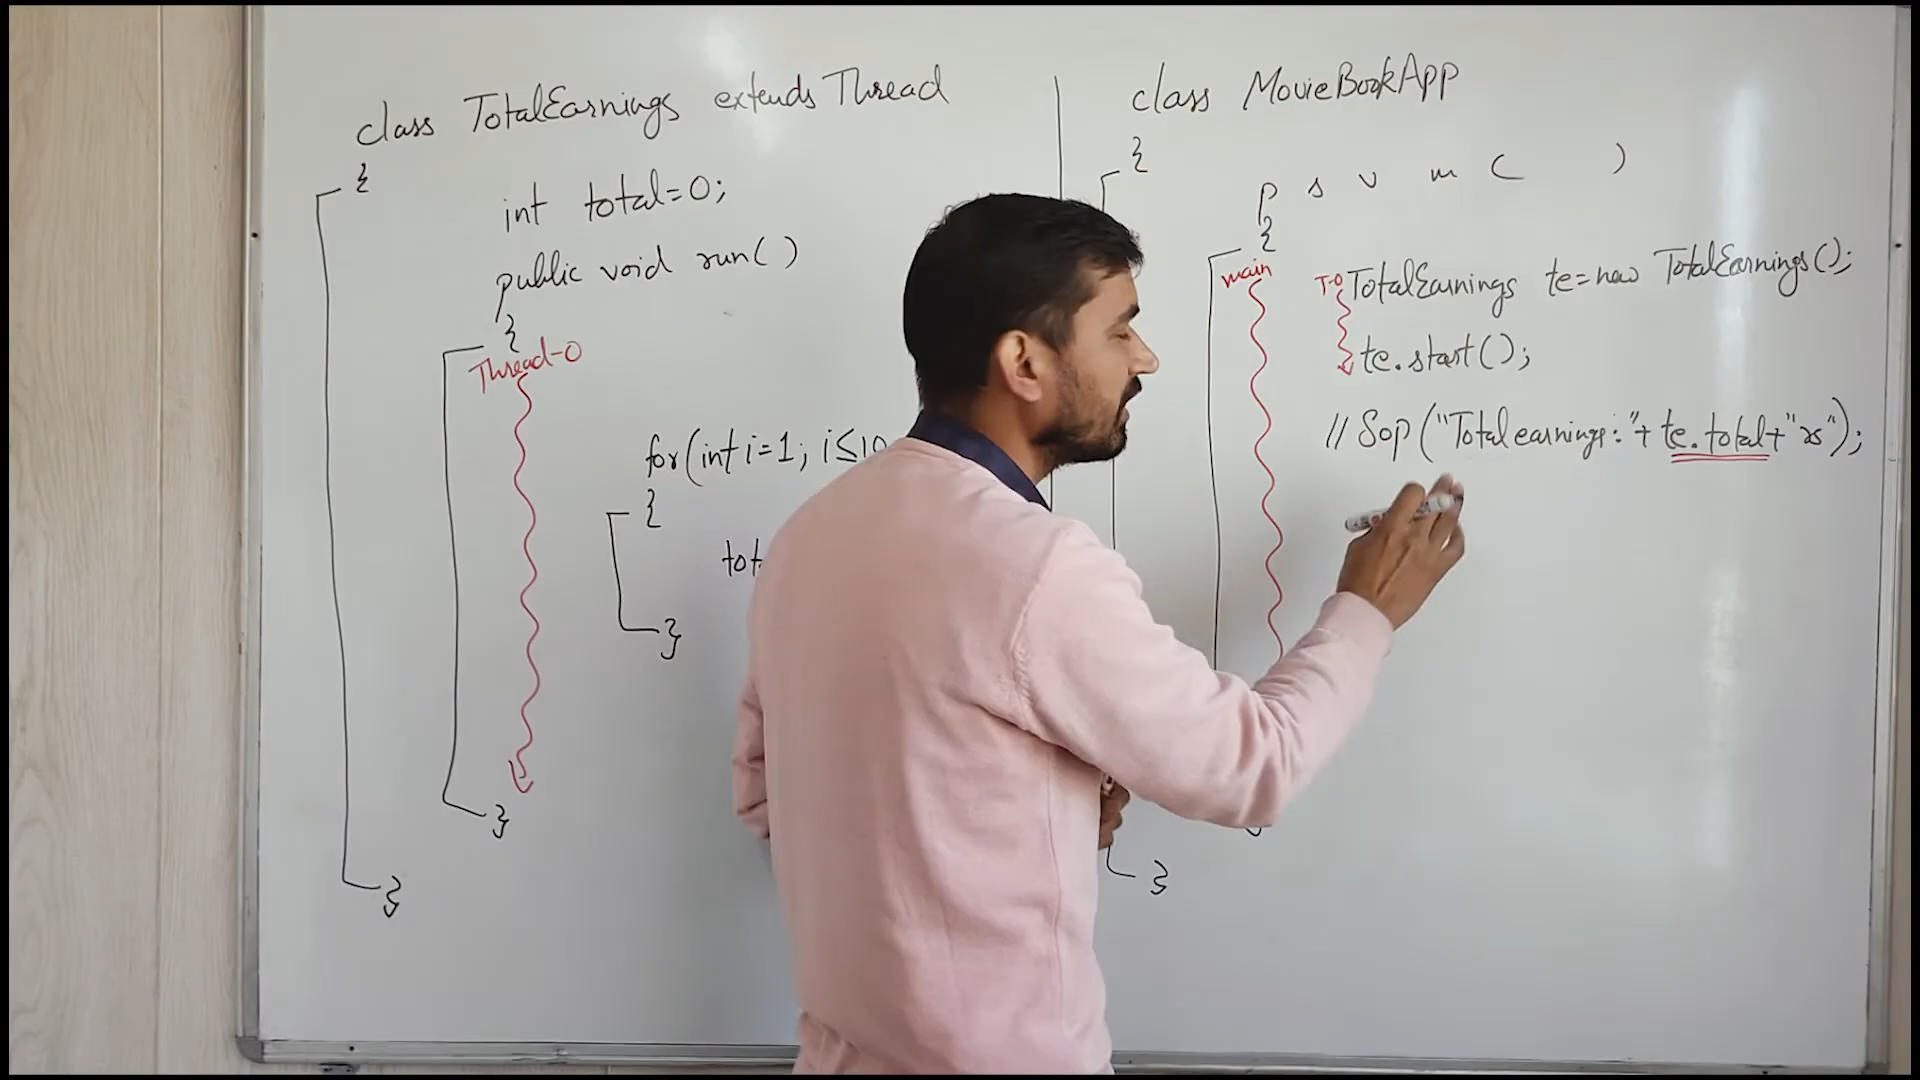 class TotalEarnings extends Thread
{
int total=0;
public void run()
{
Thread-0
for(int i=1; i≤10
{
tot
}
}
}
class MovieBookApp
{
p s v m ( )
{
main
T-0 TotalEarnings te=new TotalEarnings();
te.start();
// Sop("Total earnings:"+ te.total+"rs");
}